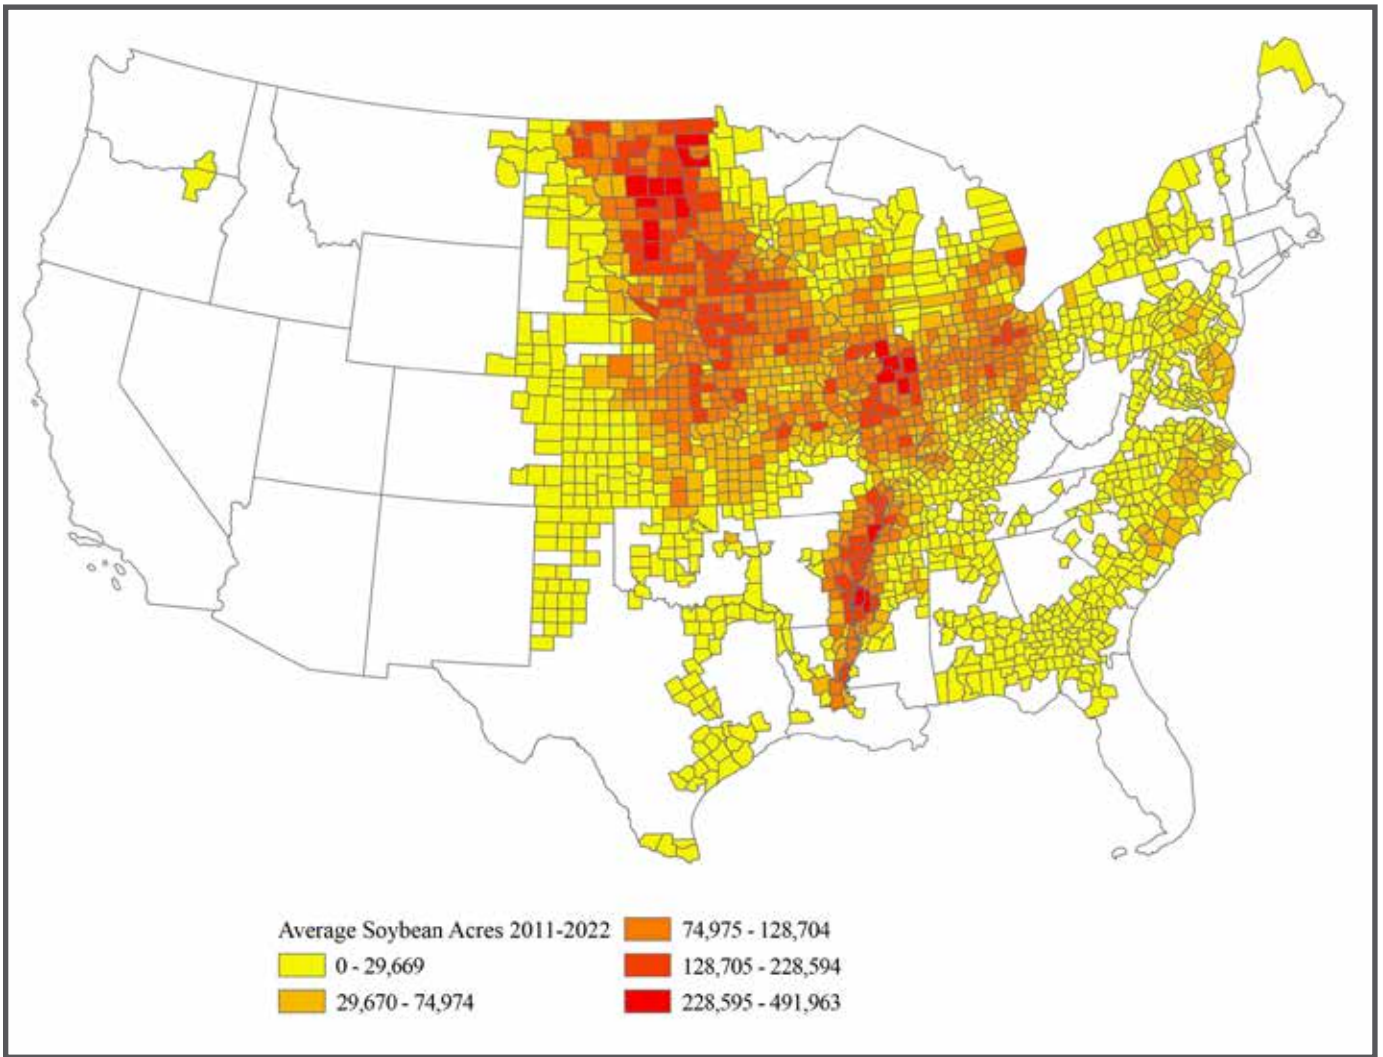 Average Soybean Acres 2011-2022
0 - 29,669
29,670 - 74,974
74,975 - 128,704
128,705 - 228,594
228,595 - 491,963